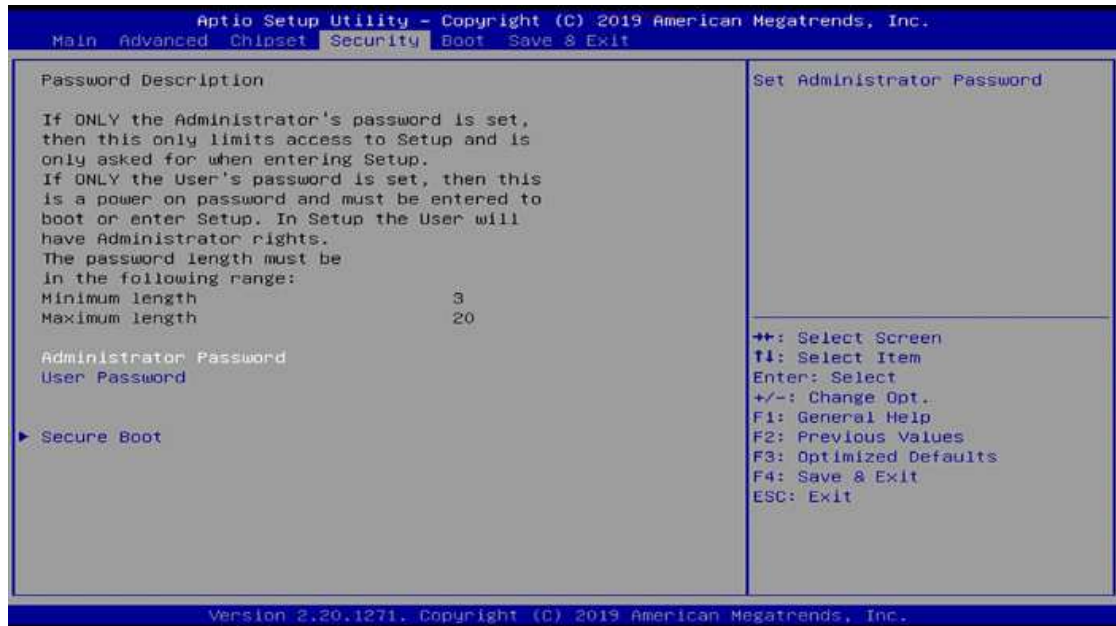 Aptio Setup Utility – Copyright (C) 2019 American Megatrends, Inc.
Main Advanced Chipset Security Boot Save & Exit
Password Description
If ONLY the Administrator's password is set,
then this only limits access to Setup and is
only asked for when entering Setup.
If ONLY the User's password is set, then this
is a power on password and must be entered to
boot or enter Setup. In Setup the User will
have Administrator rights.
The password length must be
in the following range:
Minimum length 3
Maximum length 20
Administrator Password
User Password
► Secure Boot
Set Administrator Password
→←: Select Screen
↑↓: Select Item
Enter: Select
+/-: Change Opt.
F1: General Help
F2: Previous Values
F3: Optimized Defaults
F4: Save & Exit
ESC: Exit
Version 2.20.1271. Copyright (C) 2019 American Megatrends, Inc.